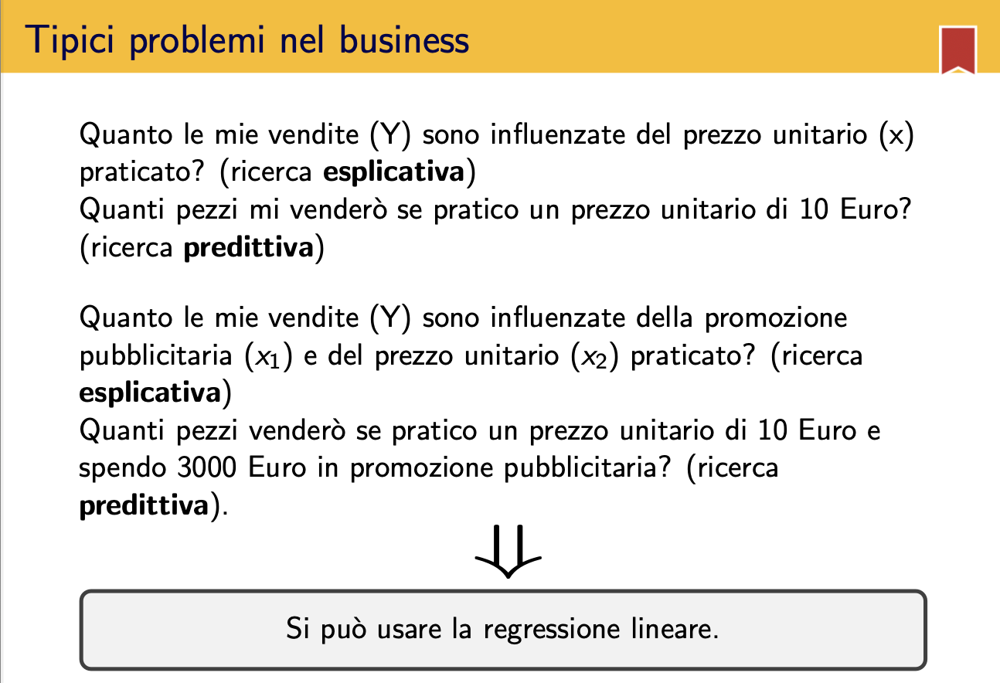 Tipici problemi nel business
Quanto le mie vendite (Y) sono influenzate del prezzo unitario (x)
praticato? (ricerca esplicativa)
Quanti pezzi mi venderò se pratico un prezzo unitario di 10 Euro?
(ricerca predittiva)
Quanto le mie vendite (Y) sono influenzate della promozione
pubblicitaria (x₁) e del prezzo unitario (x₂) praticato? (ricerca
esplicativa)
Quanti pezzi venderò se pratico un prezzo unitario di 10 Euro e
spendo 3000 Euro in promozione pubblicitaria? (ricerca
predittiva).
⇓
Si può usare la regressione lineare.